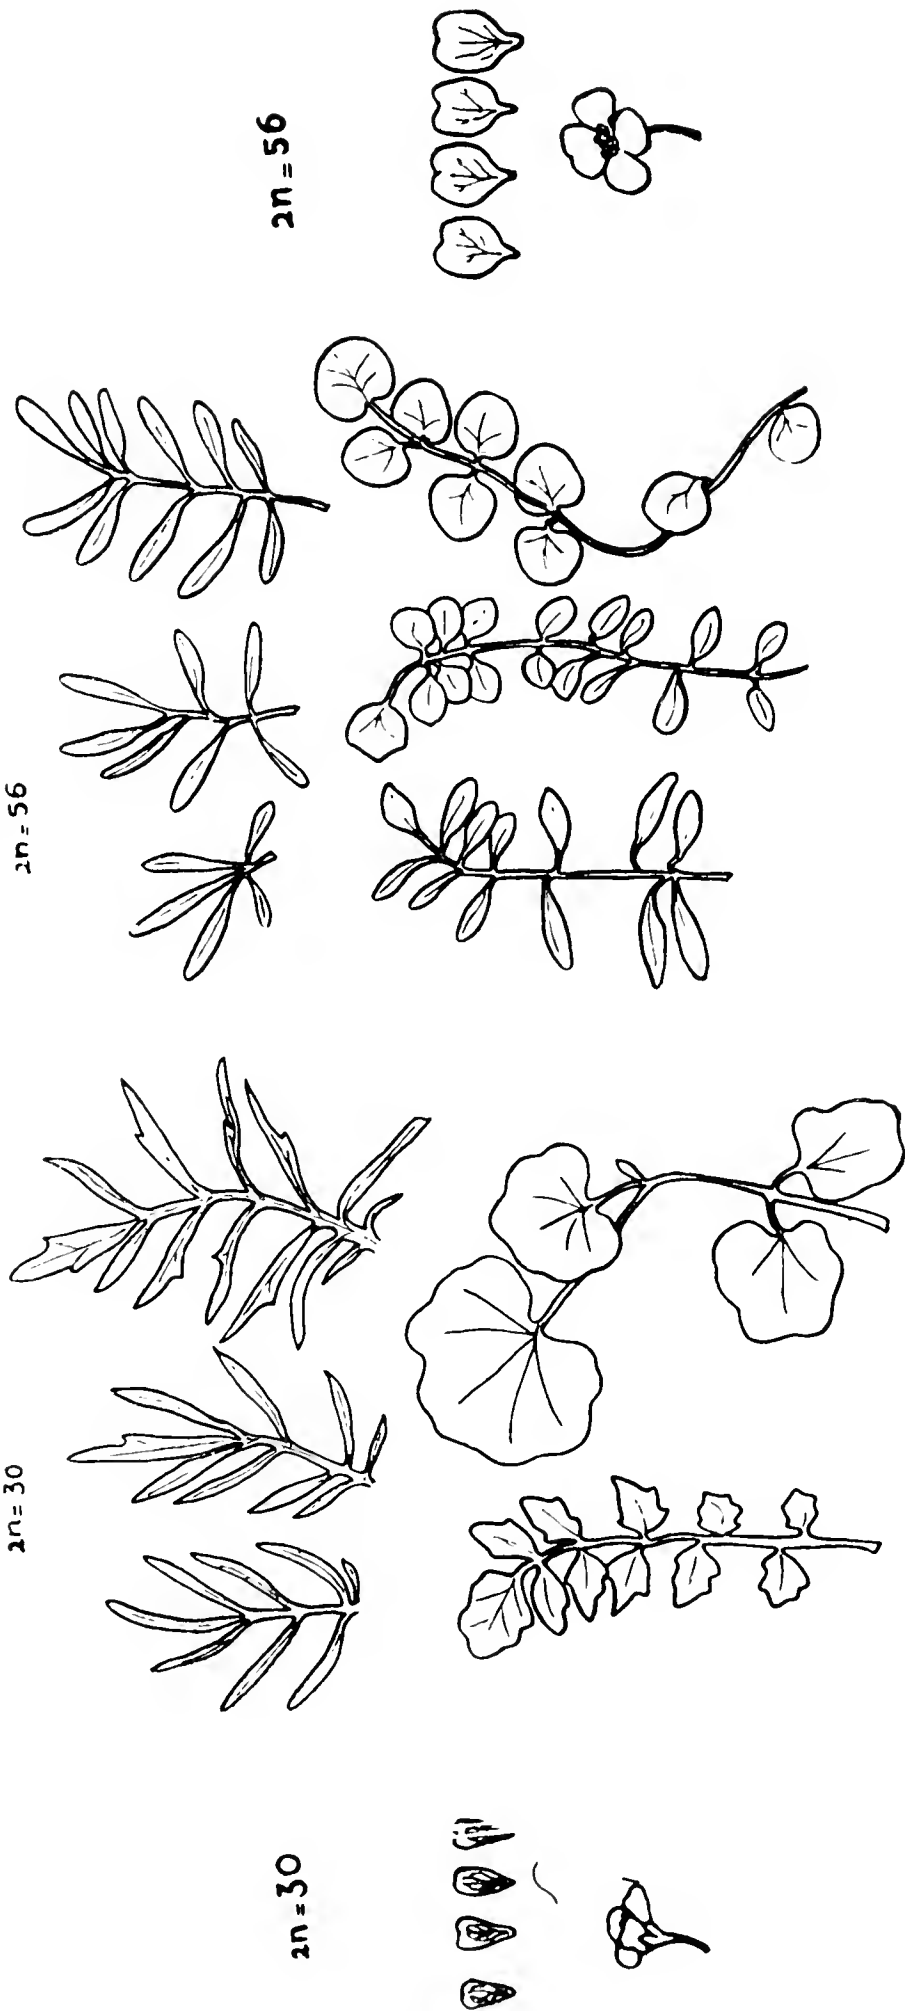 2n = 30
2n = 30
2n = 56
2n = 56